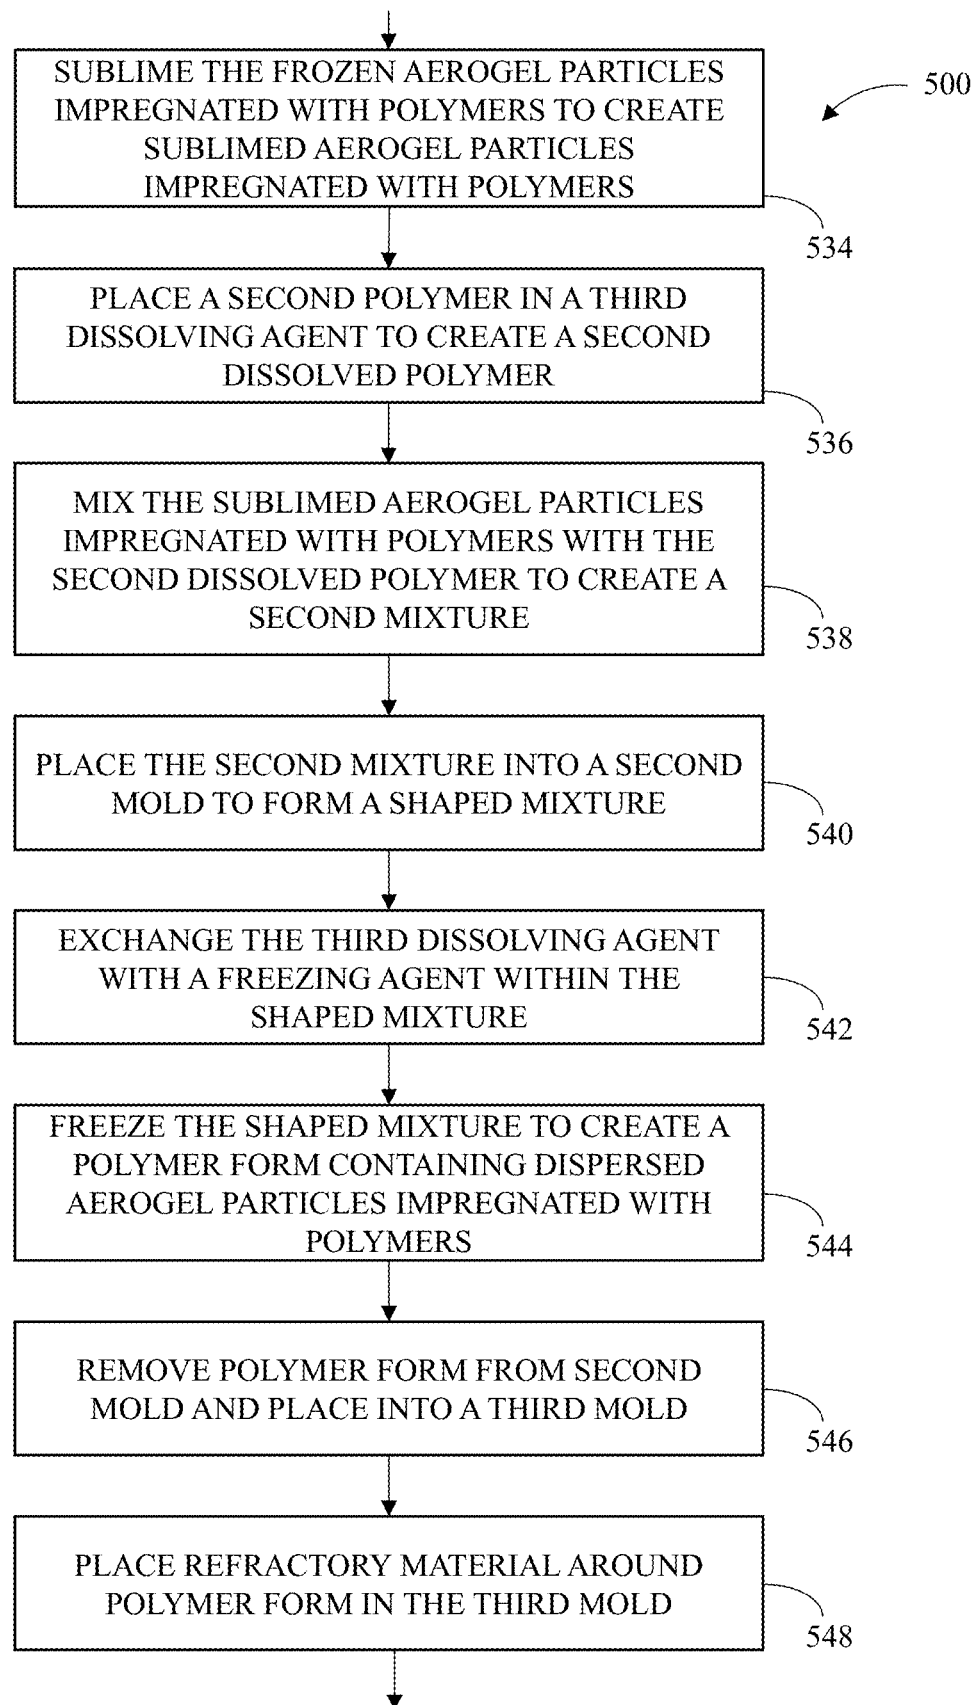 SUBLIME THE FROZEN AEROGEL PARTICLES
IMPREGNATED WITH POLYMERS TO CREATE
SUBLIMED AEROGEL PARTICLES
IMPREGNATED WITH POLYMERS
500
534
PLACE A SECOND POLYMER IN A THIRD
DISSOLVING AGENT TO CREATE A SECOND
DISSOLVED POLYMER
536
MIX THE SUBLIMED AEROGEL PARTICLES
IMPREGNATED WITH POLYMERS WITH THE
SECOND DISSOLVED POLYMER TO CREATE A
SECOND MIXTURE
538
PLACE THE SECOND MIXTURE INTO A SECOND
MOLD TO FORM A SHAPED MIXTURE
540
EXCHANGE THE THIRD DISSOLVING AGENT
WITH A FREEZING AGENT WITHIN THE
SHAPED MIXTURE
542
FREEZE THE SHAPED MIXTURE TO CREATE A
POLYMER FORM CONTAINING DISPERSED
AEROGEL PARTICLES IMPREGNATED WITH
POLYMERS
544
REMOVE POLYMER FORM FROM SECOND
MOLD AND PLACE INTO A THIRD MOLD
546
PLACE REFRACTORY MATERIAL AROUND
POLYMER FORM IN THE THIRD MOLD
548